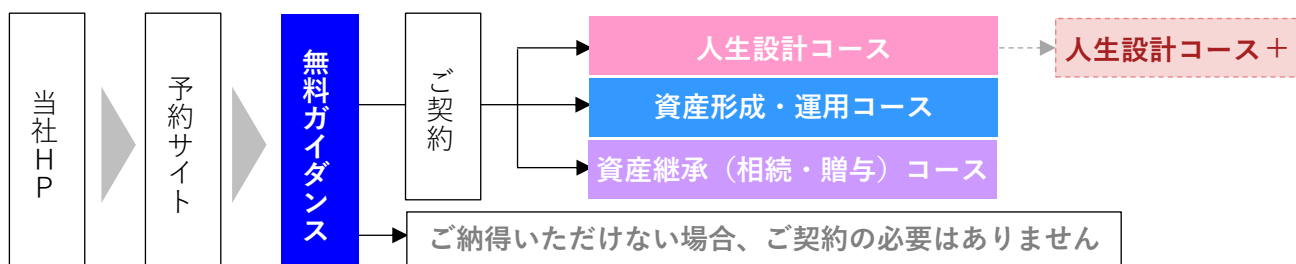 当社HP
予約サイト
無料ガイダンス
ご契約
人生設計コース
人生設計コース＋
資産形成・運用コース
資産継承（相続・贈与）コース
ご納得いただけない場合、ご契約の必要はありません